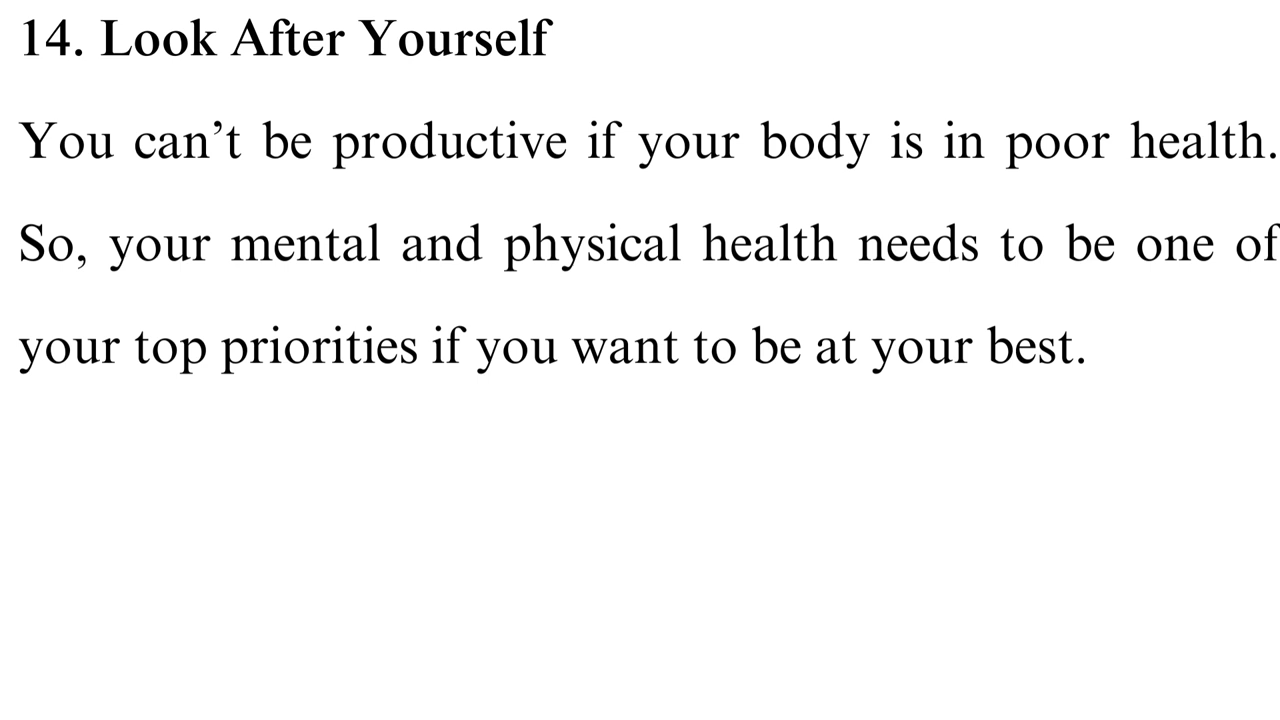 14. Look After Yourself
You can’t be productive if your body is in poor health.
So, your mental and physical health needs to be one of
your top priorities if you want to be at your best.